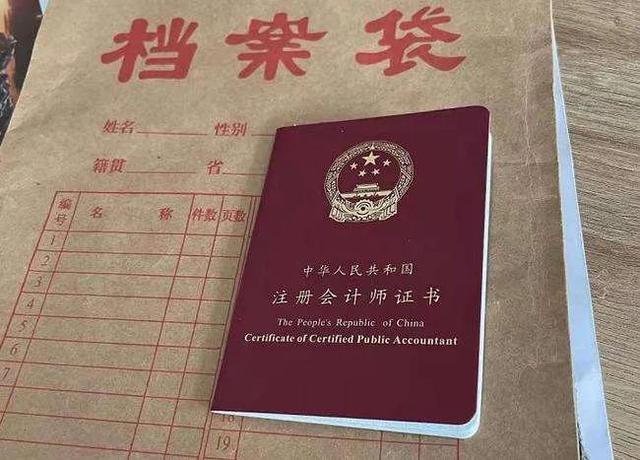 档案袋
姓名 性别
籍贯 省
编号 名 称 件数 页数
1
2
3
4
5
6
7
19
中华人民共和国
注册会计师证书
The People's Republic of China
Certificate of Certified Public Accountant